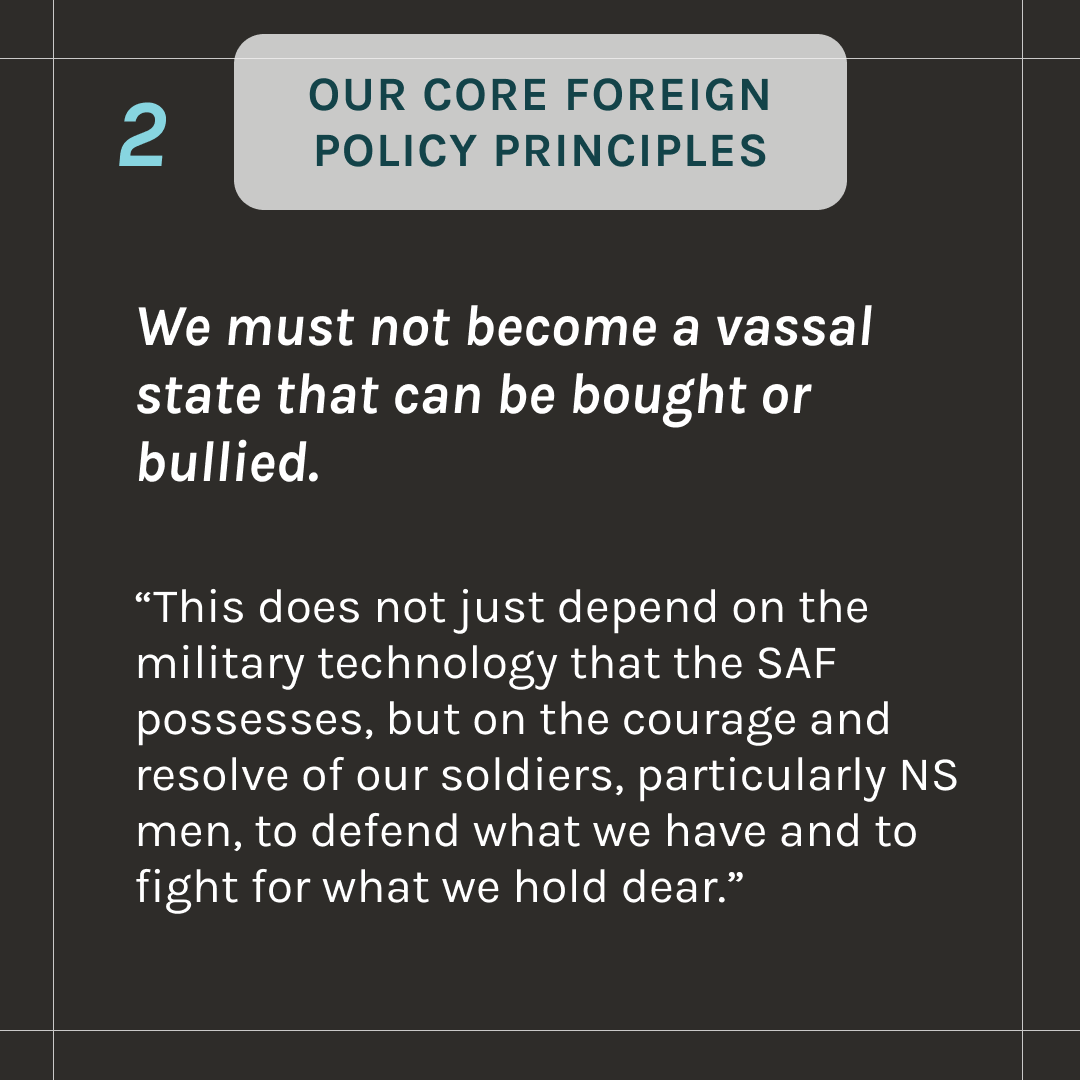 2
OUR CORE FOREIGN
POLICY PRINCIPLES
We must not become a vassal
state that can be bought or
bullied.
“This does not just depend on the
military technology that the SAF
possesses, but on the courage and
resolve of our soldiers, particularly NS
men, to defend what we have and to
fight for what we hold dear.”